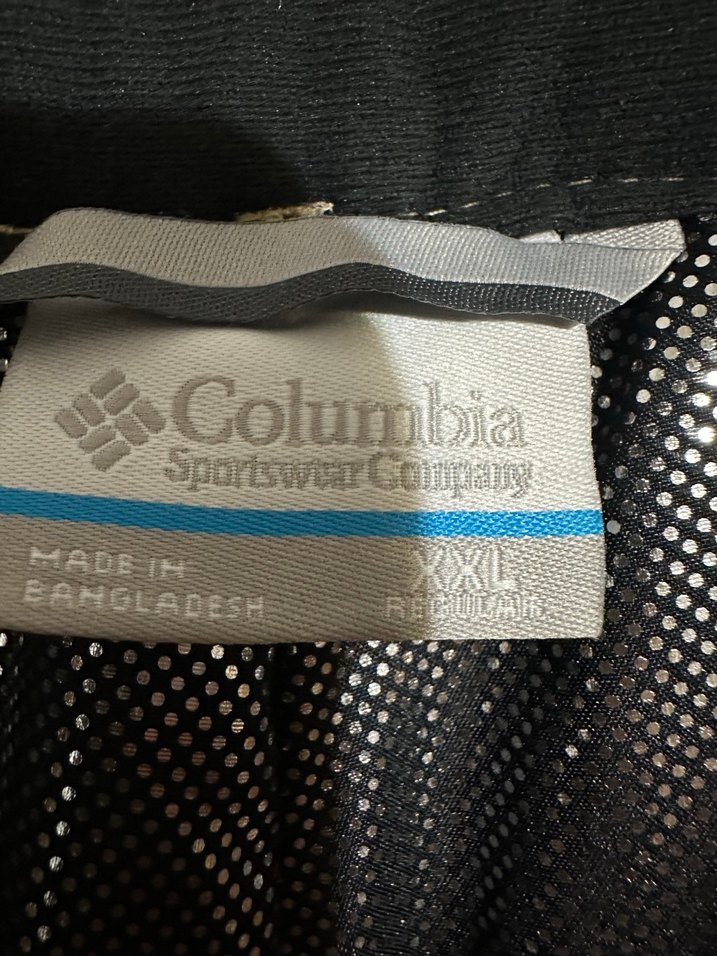 Columbia
Sportswear Company
MADE IN
BANGLADESH
XXL
REGULAR